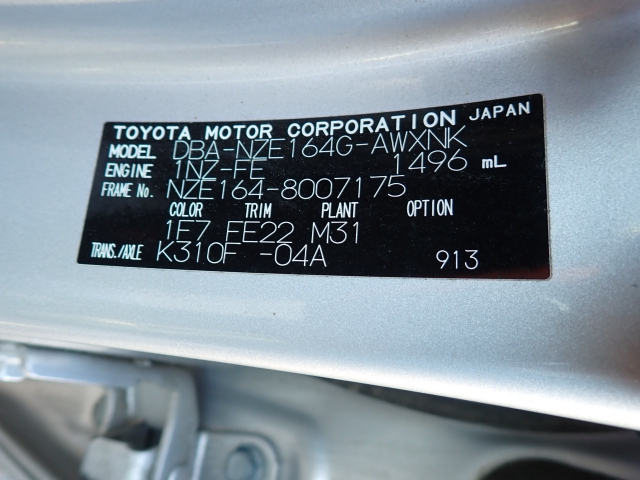 TOYOTA MOTOR CORPORATION JAPAN
MODEL DBA-NZE164G-AWXNK
ENGINE 1NZ-FE 1496 mL
FRAME No. NZE164-8007175
COLOR TRIM PLANT OPTION
1F7 FE22 M31
TRANS./AXLE K310F -04A 913